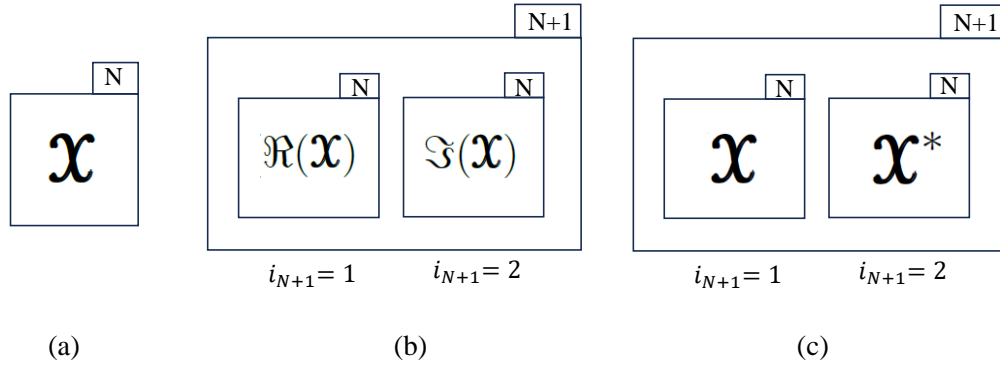 N
𝖃
(a)
N+1
N
ℜ(𝖃)
N
ℑ(𝖃)
i_{N+1}= 1
i_{N+1}= 2
(b)
N+1
N
𝖃
N
𝖃*
i_{N+1}= 1
i_{N+1}= 2
(c)